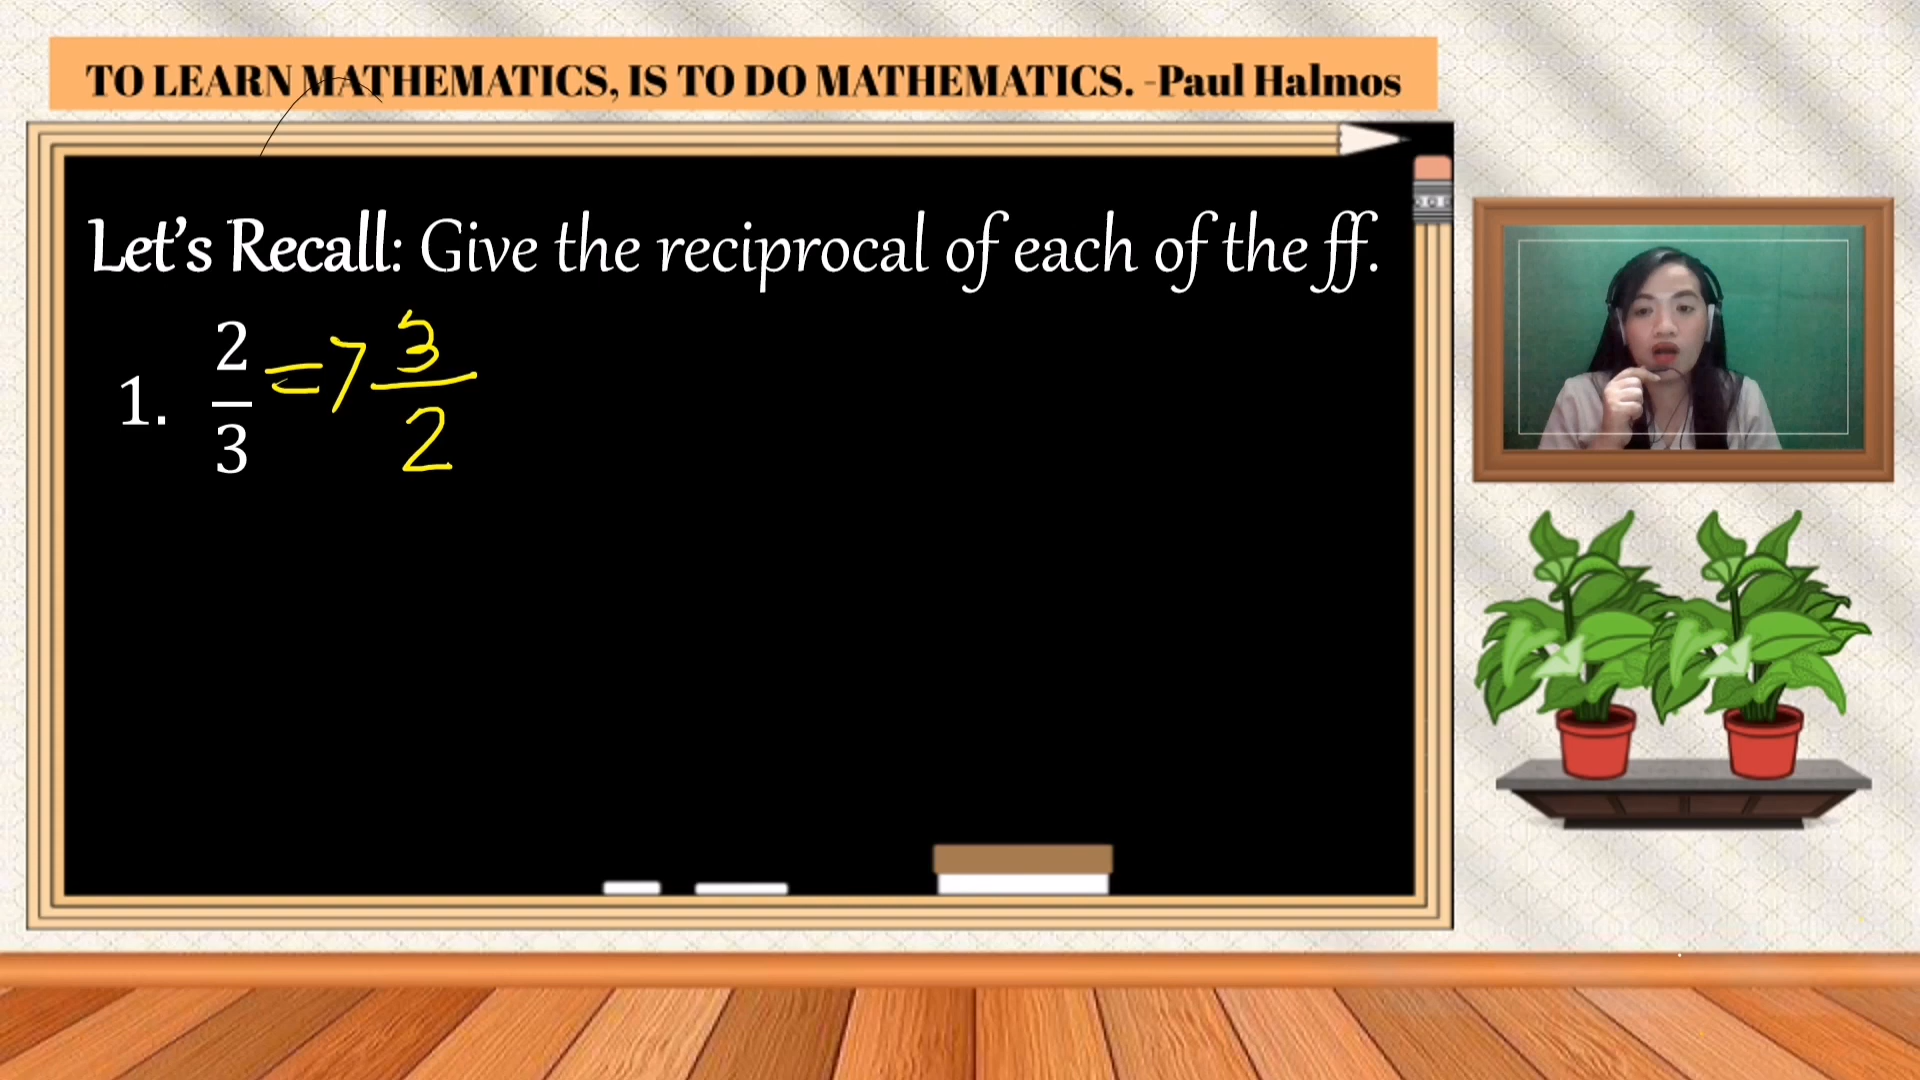 TO LEARN MATHEMATICS, IS TO DO MATHEMATICS. -Paul Halmos
Let's Recall: Give the reciprocal of each of the ff.
1. 2/3 => 3/2